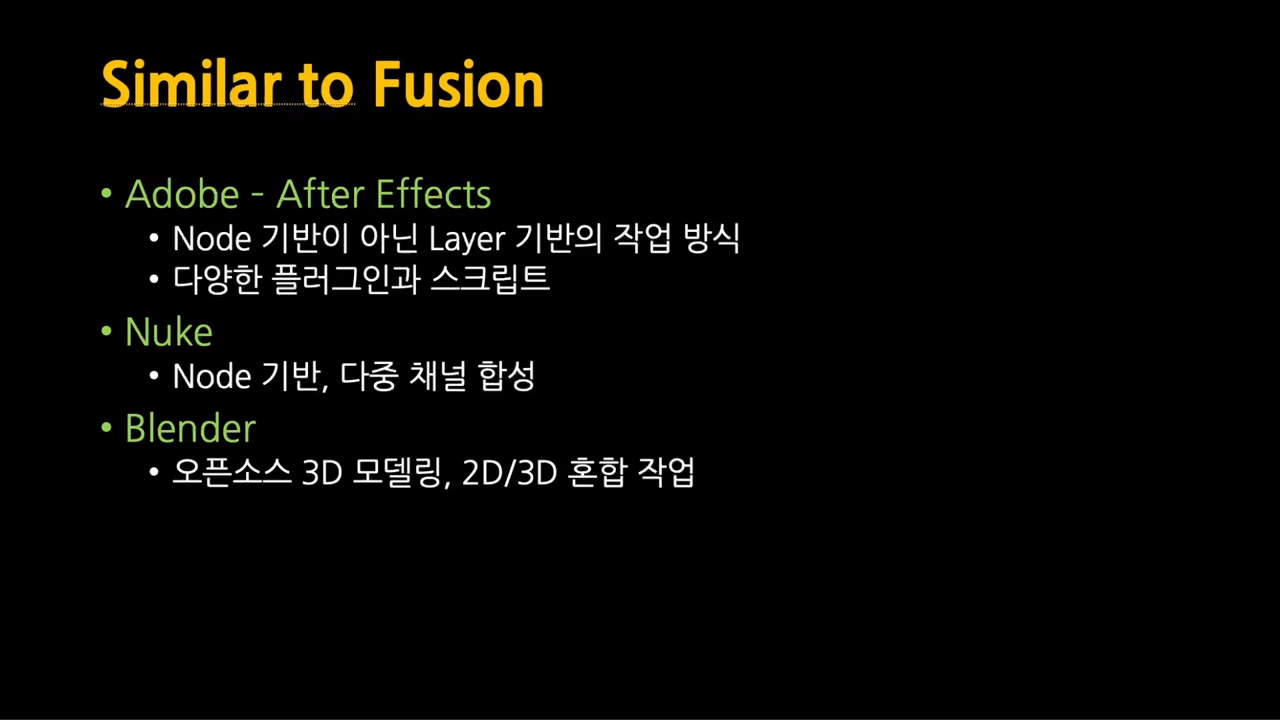 Similar to Fusion
• Adobe – After Effects
• Node 기반이 아닌 Layer 기반의 작업 방식
• 다양한 플러그인과 스크립트
• Nuke
• Node 기반, 다중 채널 합성
• Blender
• 오픈소스 3D 모델링, 2D/3D 혼합 작업